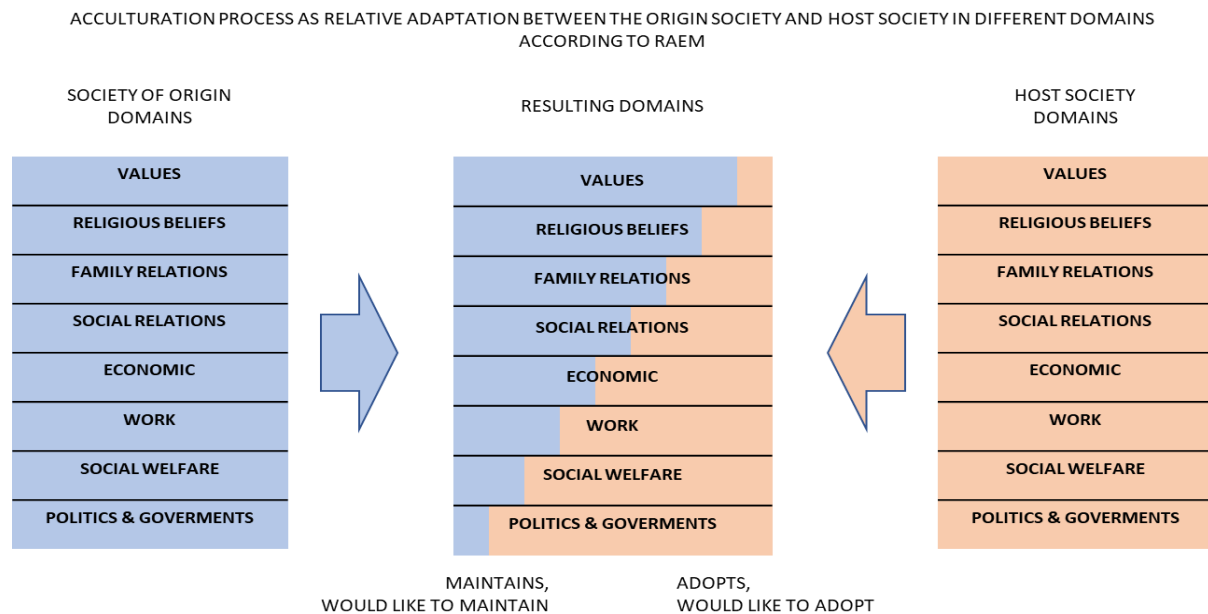 ACCULTURATION PROCESS AS RELATIVE ADAPTATION BETWEEN THE ORIGIN SOCIETY AND HOST SOCIETY IN DIFFERENT DOMAINS
ACCORDING TO RAEM
SOCIETY OF ORIGIN
DOMAINS
VALUES
RELIGIOUS BELIEFS
FAMILY RELATIONS
SOCIAL RELATIONS
ECONOMIC
WORK
SOCIAL WELFARE
POLITICS & GOVERMENTS
RESULTING DOMAINS
VALUES
RELIGIOUS BELIEFS
FAMILY RELATIONS
SOCIAL RELATIONS
ECONOMIC
WORK
SOCIAL WELFARE
POLITICS & GOVERMENTS
MAINTAINS,
WOULD LIKE TO MAINTAIN
ADOPTS,
WOULD LIKE TO ADOPT
HOST SOCIETY
DOMAINS
VALUES
RELIGIOUS BELIEFS
FAMILY RELATIONS
SOCIAL RELATIONS
ECONOMIC
WORK
SOCIAL WELFARE
POLITICS & GOVERMENTS